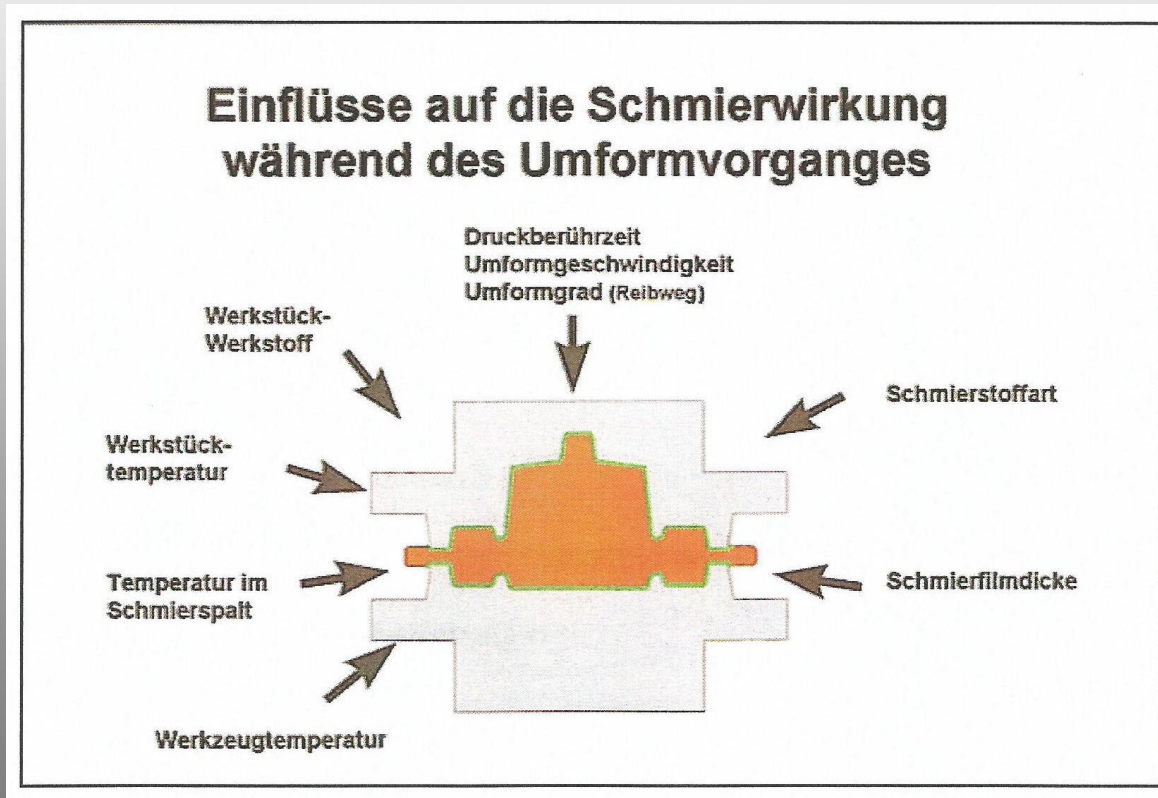 Einflüsse auf die Schmierwirkung
während des Umformvorganges
Druckberührzeit
Umformgeschwindigkeit
Umformgrad (Reibweg)
Werkstück-
Werkstoff
Schmierstoffart
Werkstück-
temperatur
Temperatur im
Schmierspalt
Schmierfilmdicke
Werkzeugtemperatur